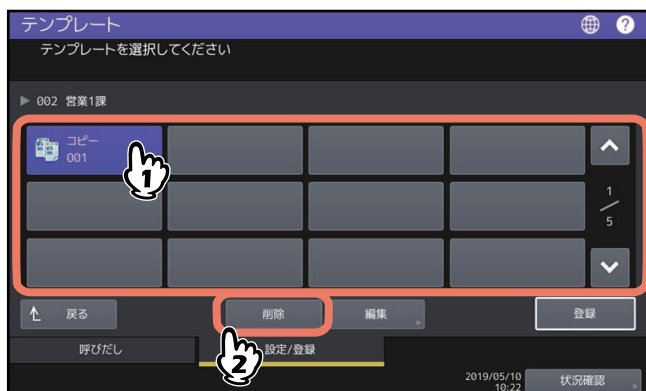 テンプレート
?
テンプレートを選択してください
▶ 002 営業1課
コピー
001
1
1
/
5
戻る
削除
編集
登録
2
呼びだし
設定/登録
2019/05/10
10:22
状況確認